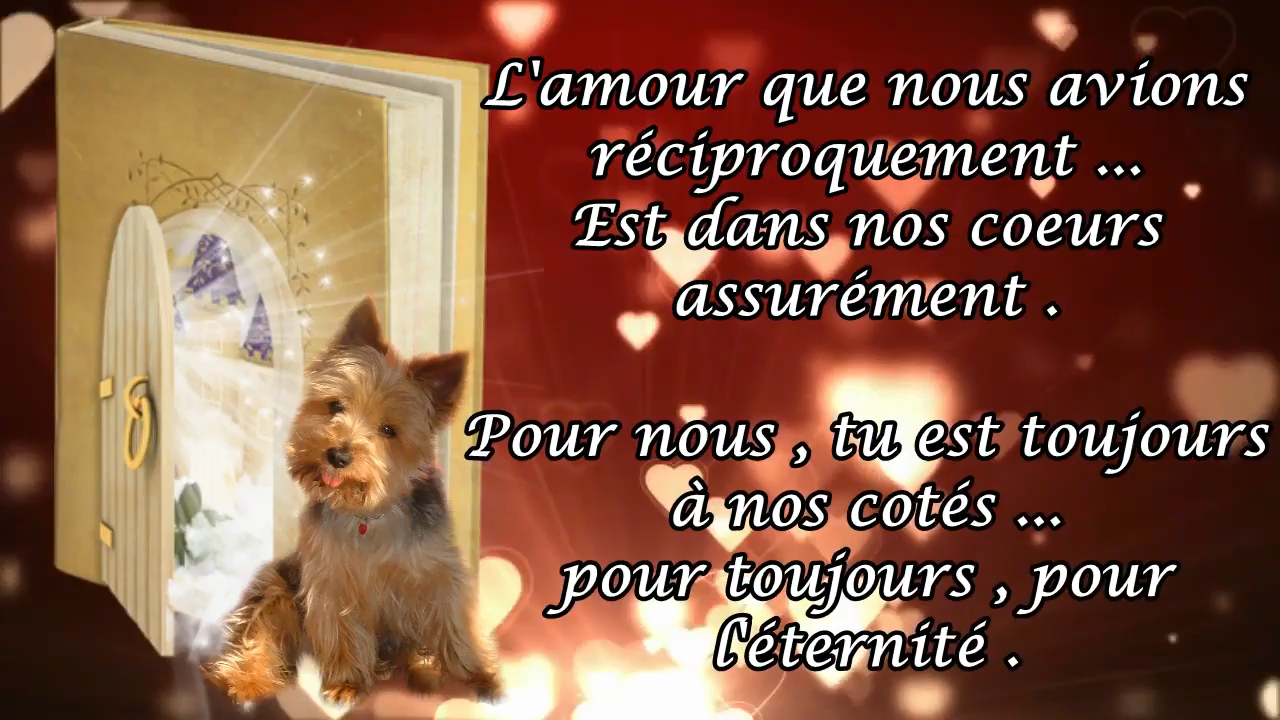 L'amour que nous avions
réciproquement ...
Est dans nos coeurs
assurément .
Pour nous , tu est toujours
à nos cotés ...
pour toujours , pour
l'éternité .